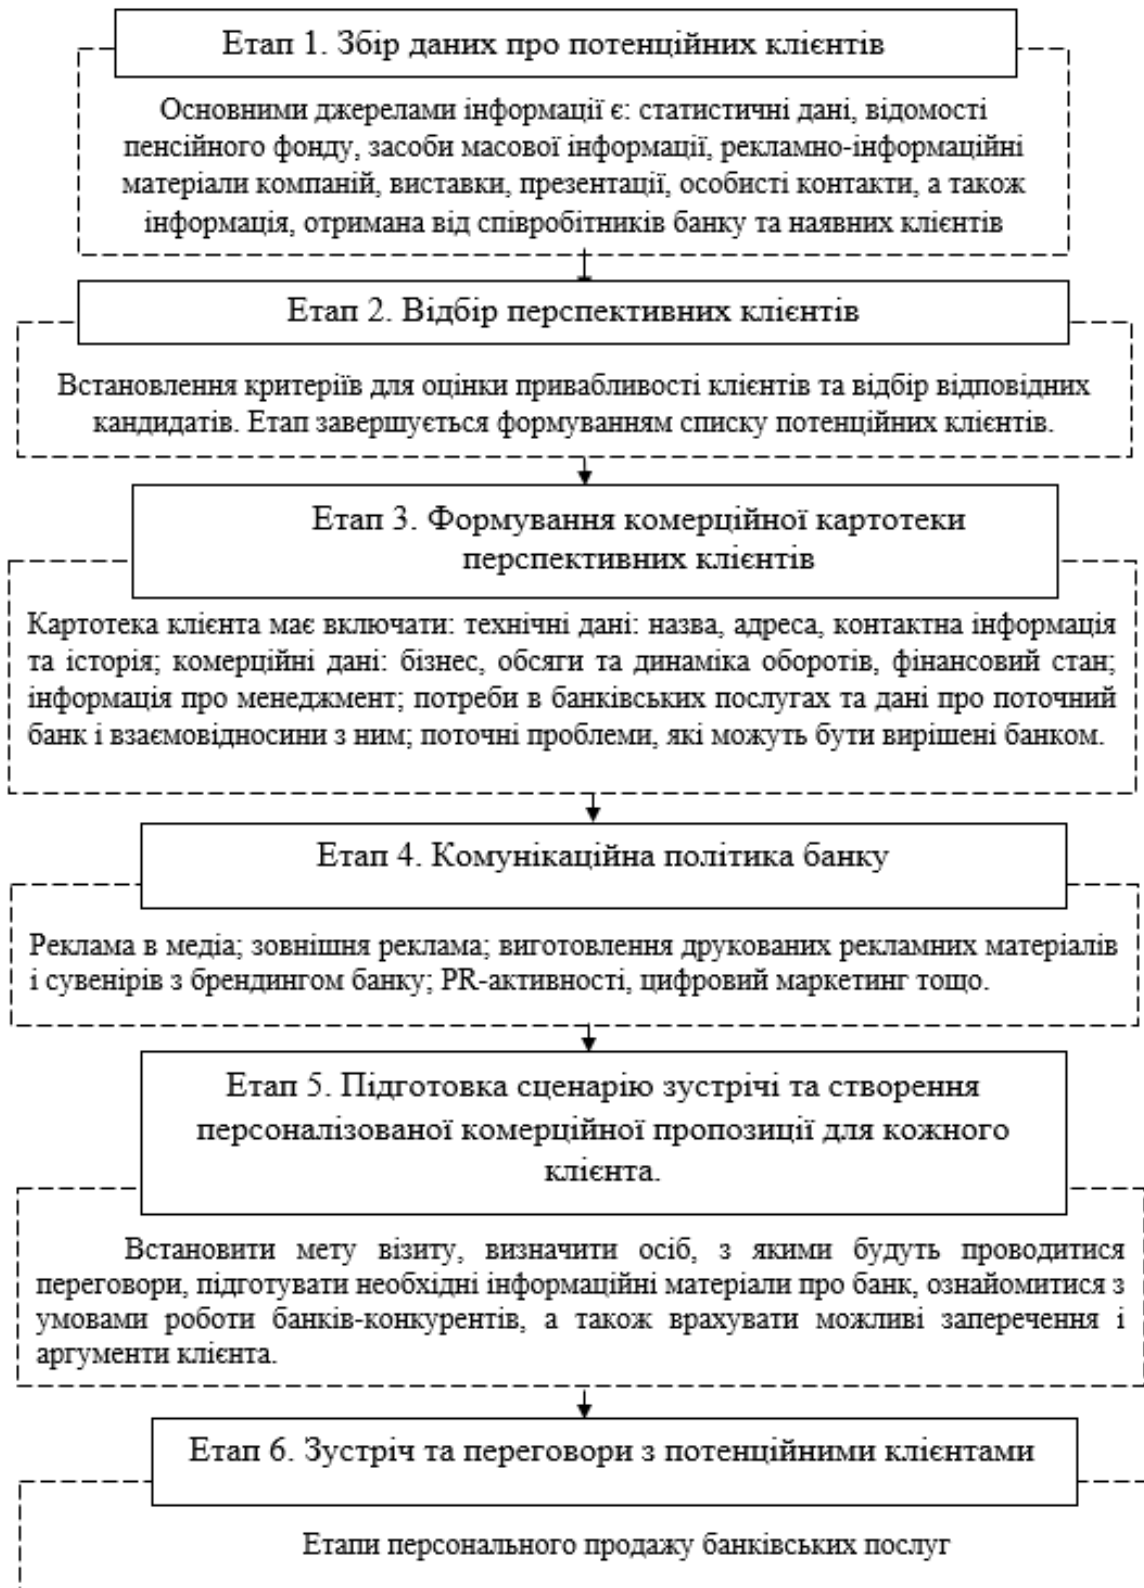 Етап 1. Збір даних про потенційних клієнтів
Основними джерелами інформації є: статистичні дані, відомості
пенсійного фонду, засоби масової інформації, рекламно-інформаційні
матеріали компаній, виставки, презентації, особисті контакти, а також
інформація, отримана від співробітників банку та наявних клієнтів
Етап 2. Відбір перспективних клієнтів
Встановлення критеріїв для оцінки привабливості клієнтів та відбір відповідних
кандидатів. Етап завершується формуванням списку потенційних клієнтів.
Етап 3. Формування комерційної картотеки
перспективних клієнтів
Картотека клієнта має включати: технічні дані: назва, адреса, контактна інформація
та історія; комерційні дані: бізнес, обсяги та динаміка оборотів, фінансовий стан;
інформація про менеджмент; потреби в банківських послугах та дані про поточний
банк і взаємовідносини з ним; поточні проблеми, які можуть бути вирішені банком.
Етап 4. Комунікаційна політика банку
Реклама в медіа; зовнішня реклама; виготовлення друкованих рекламних матеріалів
і сувенірів з брендингом банку; PR-активності, цифровий маркетинг тощо.
Етап 5. Підготовка сценарію зустрічі та створення
персоналізованої комерційної пропозиції для кожного
клієнта.
Встановити мету візиту, визначити осіб, з якими будуть проводитися
переговори, підготувати необхідні інформаційні матеріали про банк, ознайомитися з
умовами роботи банків-конкурентів, а також врахувати можливі заперечення і
аргументи клієнта.
Етап 6. Зустріч та переговори з потенційними клієнтами
Етапи персонального продажу банківських послуг